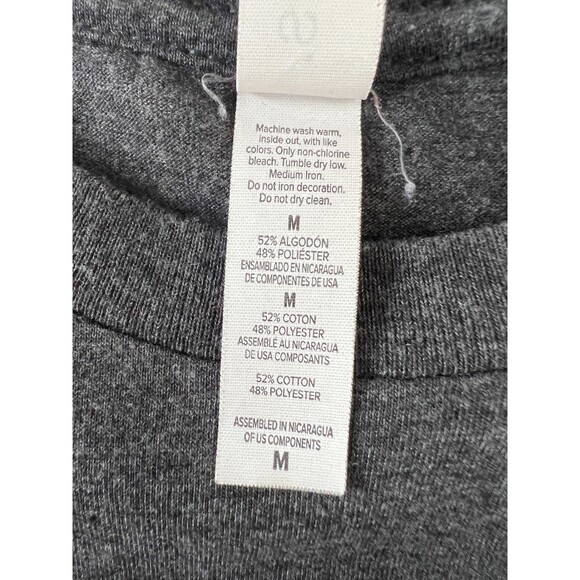 Machine wash warm,
inside out, with like
colors. Only non-chlorine
bleach. Tumble dry low.
Medium Iron.
Do not iron decoration.
Do not dry clean.
M
52% ALGODÓN
48% POLIÉSTER
ENSAMBLADO EN NICARAGUA
DE COMPONENTES DE USA
M
52% COTON
48% POLYESTER
ASSEMBLÉ AU NICARAGUA
DE USA COMPOSANTS
52% COTTON
48% POLYESTER
ASSEMBLED IN NICARAGUA
OF US COMPONENTS
M